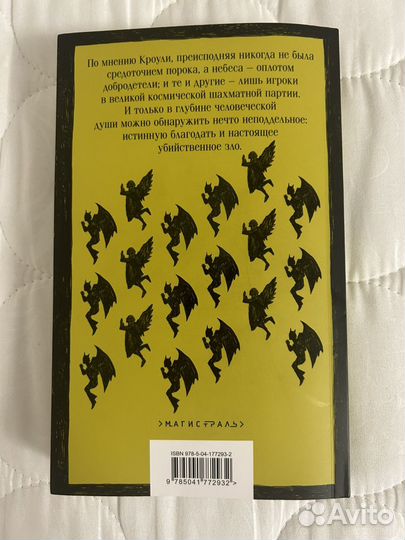 По мнению Кроули, преисподняя никогда не была
средоточием порока, а небеса – оплотом
добродетели; и те и другие – лишь игроки
в великой космической шахматной партии.
И только в глубине человеческой
души можно обнаружить нечто неподдельное:
истинную благодать и настоящее
убийственное зло.
>МАГИСТРАЛЬ>
ISBN 978-5-04-177293-2
9 785041 772932 >
Avito